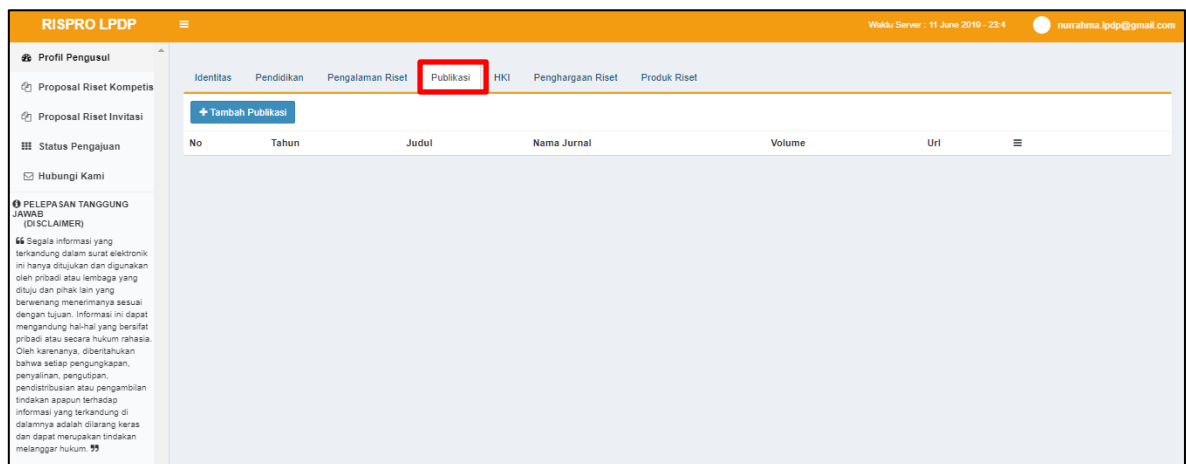 RISPRO LPDP
Waktu Server : 11 June 2019 - 23:4
nurrahma.lpdp@gmail.com
Profil Pengusul
Proposal Riset Kompetis
Proposal Riset Invitasi
Status Pengajuan
Hubungi Kami
PELEPASAN TANGGUNG
JAWAB
(DISCLAIMER)
❝ Segala informasi yang
terkandung dalam surat elektronik
ini hanya ditujukan dan digunakan
oleh pribadi atau lembaga yang
dituju dan pihak lain yang
berwenang menerimanya sesuai
dengan tujuan. Informasi ini dapat
mengandung hal-hal yang bersifat
pribadi atau secara hukum rahasia.
Oleh karenanya, diberitahukan
bahwa setiap pengungkapan,
penyalinan, pengutipan,
pendistribusian atau pengambilan
tindakan apapun terhadap
informasi yang terkandung di
dalamnya adalah dilarang keras
dan dapat merupakan tindakan
melanggar hukum. ❞
Identitas Pendidikan Pengalaman Riset Publikasi HKI Penghargaan Riset Produk Riset
+ Tambah Publikasi
No Tahun Judul Nama Jurnal Volume Url